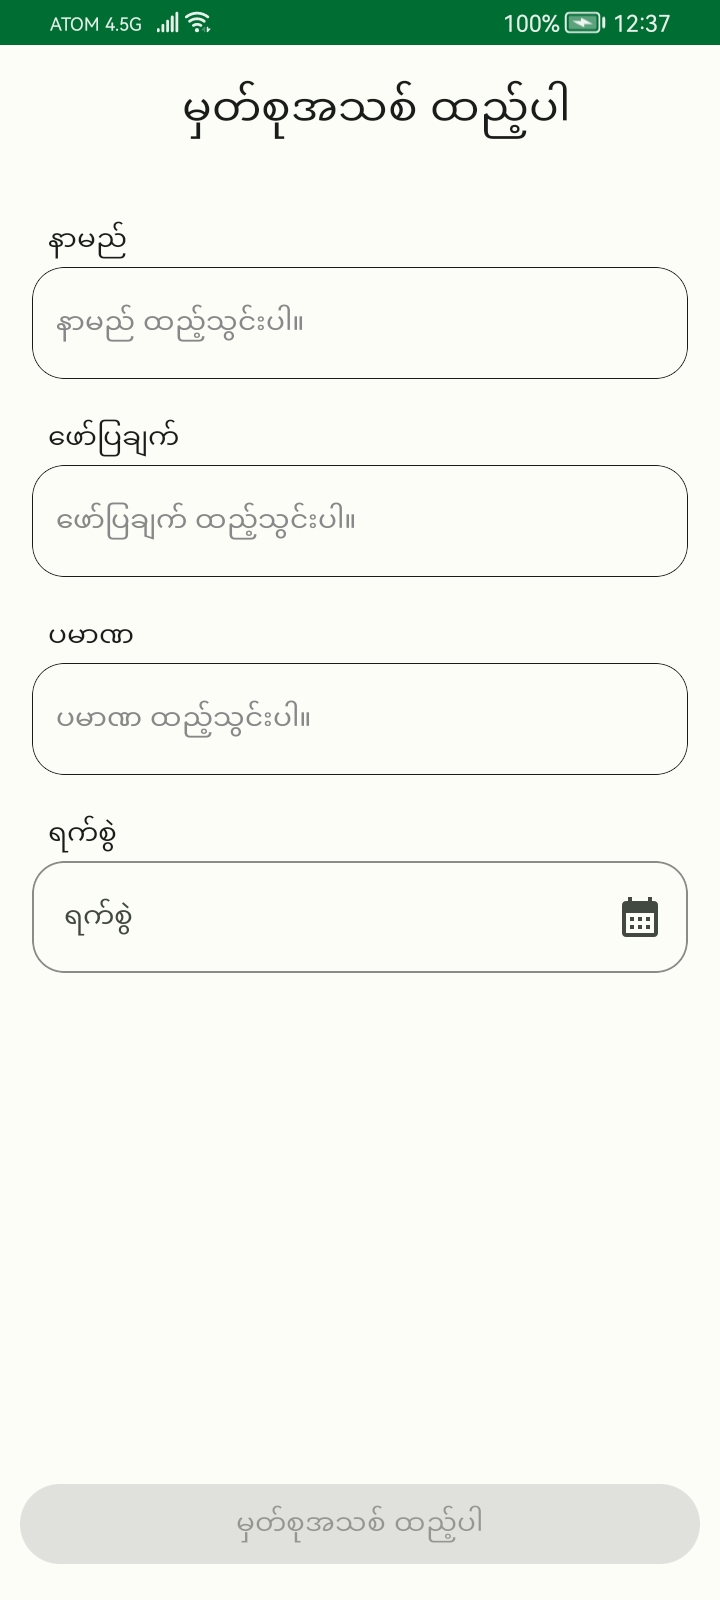 ATOM 4.5G 100% 12:37
မှတ်စုအသစ် ထည့်ပါ
နာမည်
နာမည် ထည့်သွင်းပါ။
ဖော်ပြချက်
ဖော်ပြချက် ထည့်သွင်းပါ။
ပမာဏ
ပမာဏ ထည့်သွင်းပါ။
ရက်စွဲ
ရက်စွဲ
မှတ်စုအသစ် ထည့်ပါ